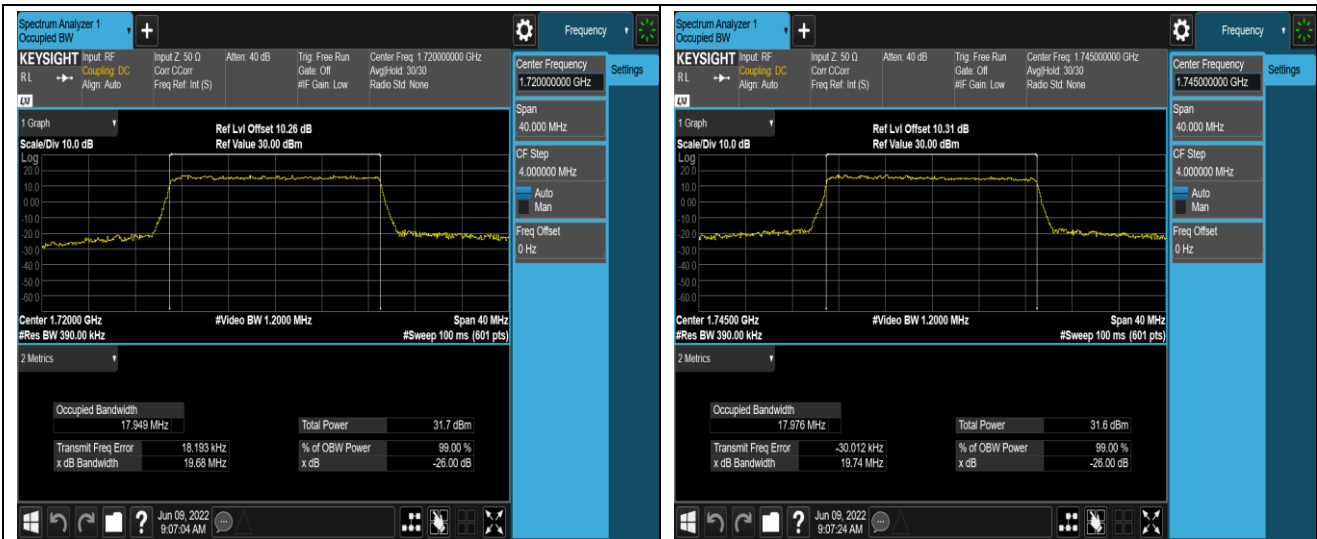 Spectrum Analyzer 1
Occupied BW
+
Frequency
KEYSIGHT
Input: RF
Coupling: DC
Align: Auto
Input Z: 50 Ω
Corr CCorr
Freq Ref: Int (S)
Atten: 40 dB
Trig: Free Run
Gate: Off
#IF Gain: Low
Center Freq: 1.720000000 GHz
Avg|Hold: 30/30
Radio Std: None
R L
LXI
Center Frequency
1.720000000 GHz
Settings
Span
40.000 MHz
CF Step
4.000000 MHz
Auto
Man
Freq Offset
0 Hz
1 Graph
Ref Lvl Offset 10.26 dB
Scale/Div 10.0 dB
Ref Value 30.00 dBm
Log
20.0
10.0
0.00
-10.0
-20.0
-30.0
-40.0
-50.0
-60.0
Center 1.72000 GHz
#Video BW 1.2000 MHz
Span 40 MHz
#Res BW 390.00 kHz
#Sweep 100 ms (601 pts)
2 Metrics
Occupied Bandwidth
17.949 MHz
Total Power 31.7 dBm
Transmit Freq Error 18.193 kHz
% of OBW Power 99.00 %
x dB Bandwidth 19.68 MHz
x dB -26.00 dB
?
Jun 09, 2022
9:07:04 AM
Spectrum Analyzer 1
Occupied BW
+
Frequency
KEYSIGHT
Input: RF
Coupling: DC
Align: Auto
Input Z: 50 Ω
Corr CCorr
Freq Ref: Int (S)
Atten: 40 dB
Trig: Free Run
Gate: Off
#IF Gain: Low
Center Freq: 1.745000000 GHz
Avg|Hold: 30/30
Radio Std: None
R L
LXI
Center Frequency
1.745000000 GHz
Settings
Span
40.000 MHz
CF Step
4.000000 MHz
Auto
Man
Freq Offset
0 Hz
1 Graph
Ref Lvl Offset 10.31 dB
Scale/Div 10.0 dB
Ref Value 30.00 dBm
Log
20.0
10.0
0.00
-10.0
-20.0
-30.0
-40.0
-50.0
-60.0
Center 1.74500 GHz
#Video BW 1.2000 MHz
Span 40 MHz
#Res BW 390.00 kHz
#Sweep 100 ms (601 pts)
2 Metrics
Occupied Bandwidth
17.976 MHz
Total Power 31.6 dBm
Transmit Freq Error -30.012 kHz
% of OBW Power 99.00 %
x dB Bandwidth 19.74 MHz
x dB -26.00 dB
?
Jun 09, 2022
9:07:24 AM